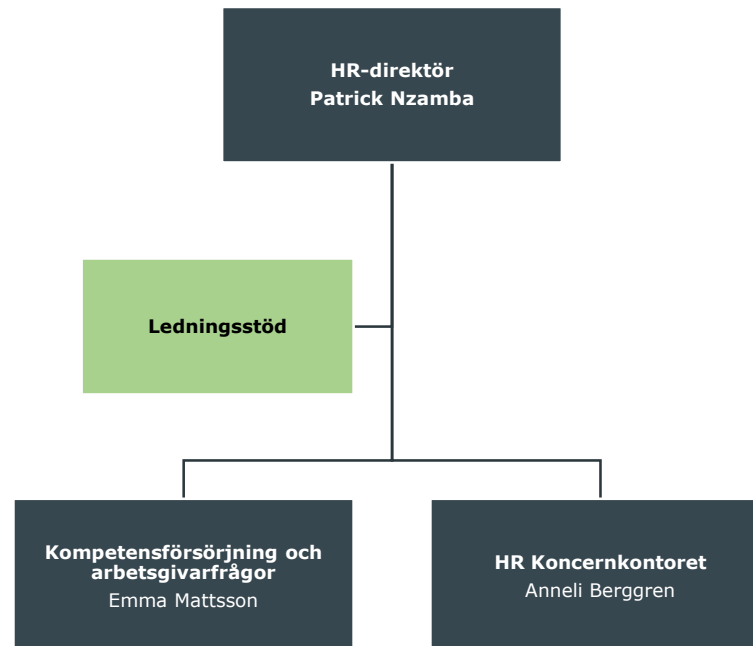 HR-direktör
Patrick Nzamba
Ledningsstöd
Kompetensförsörjning och
arbetsgivarfrågor
Emma Mattsson
HR Koncernkontoret
Anneli Berggren